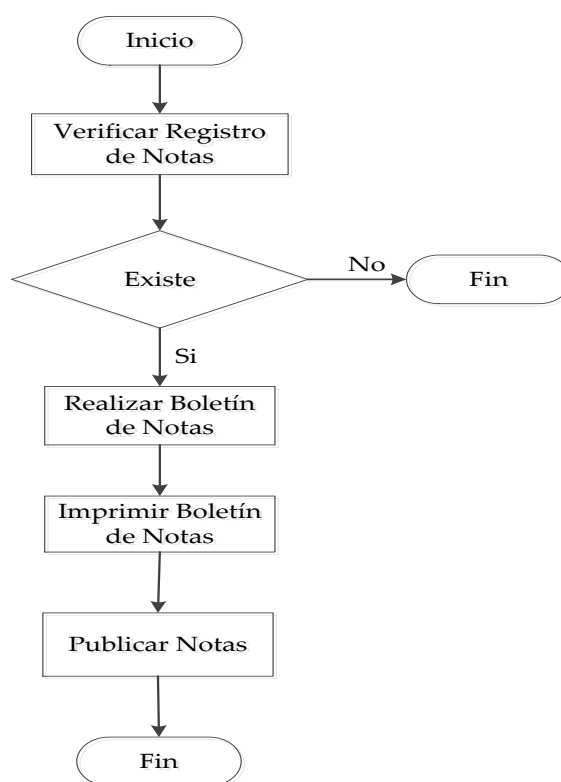 Inicio
Verificar Registro
de Notas
Existe
No
Fin
Si
Realizar Boletín
de Notas
Imprimir Boletín
de Notas
Publicar Notas
Fin